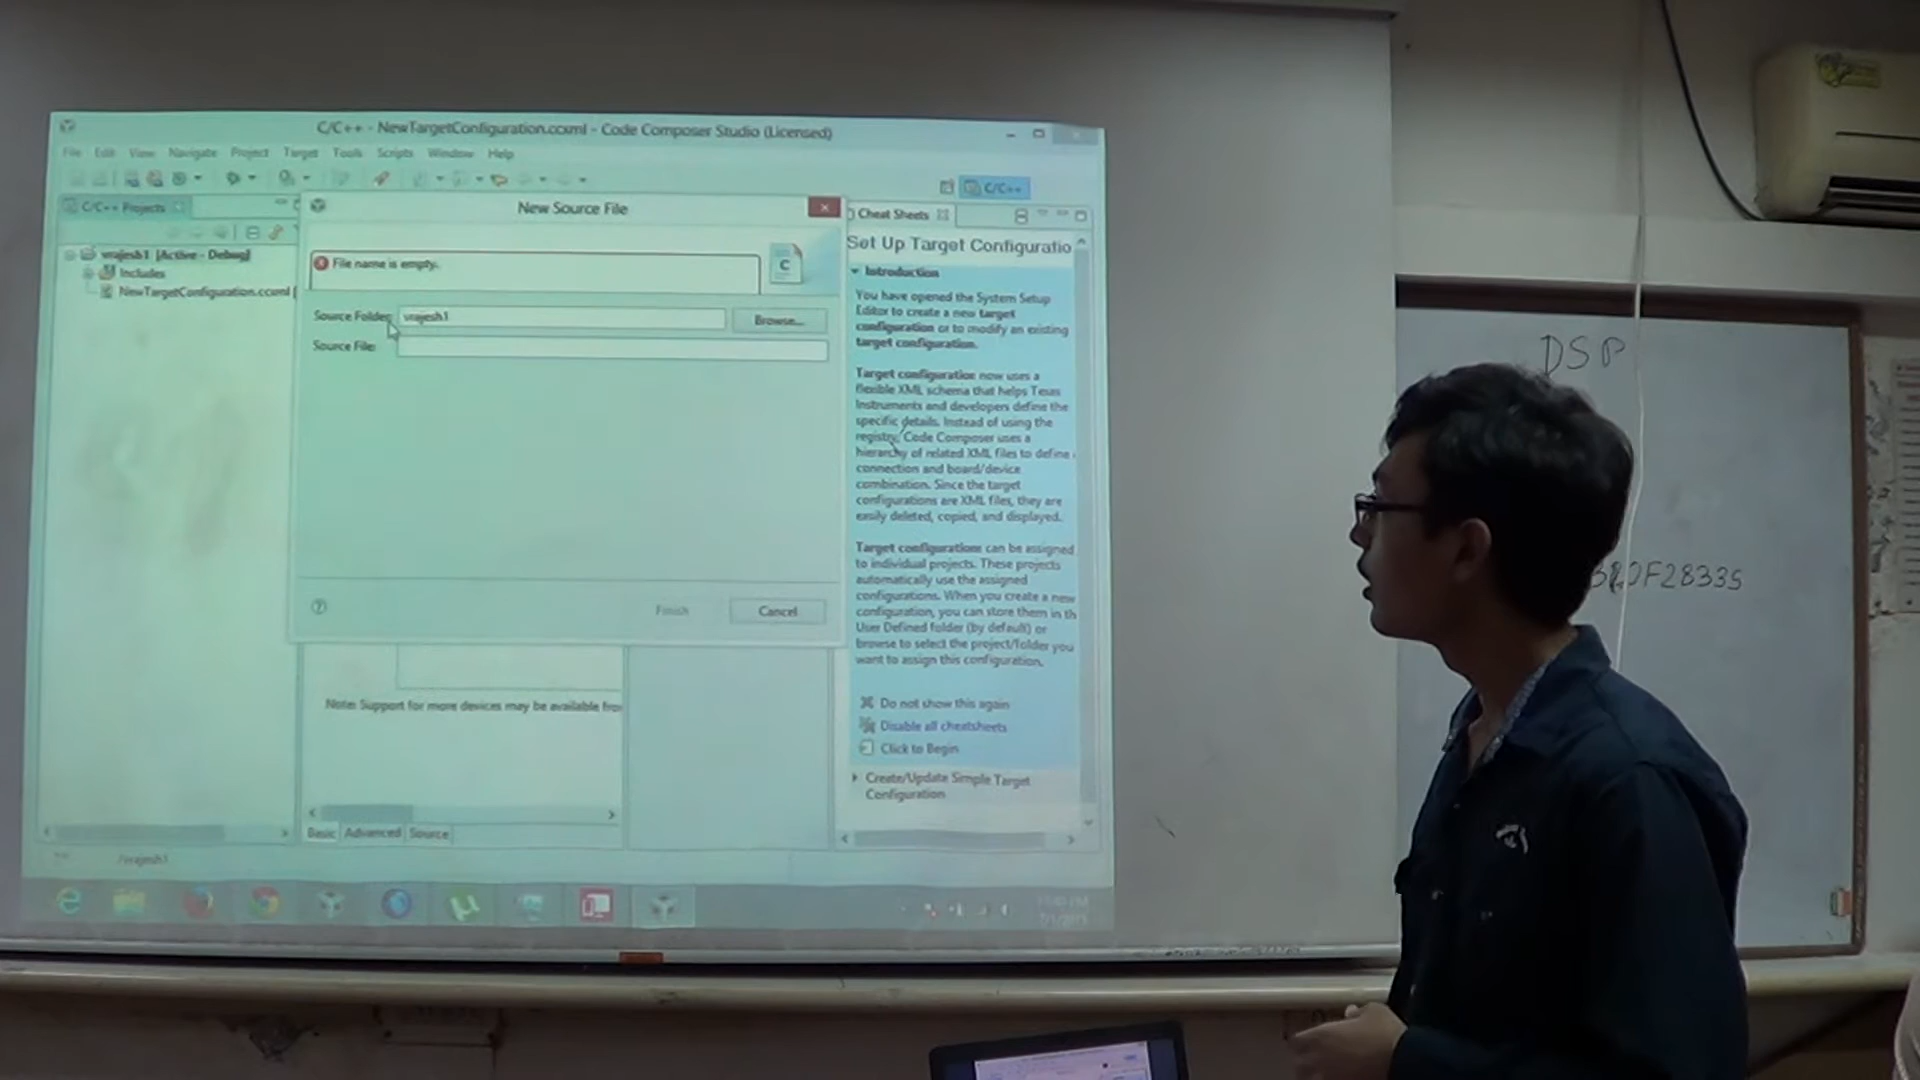 C/C++ - NewTargetConfiguration.ccxml - Code Composer Studio (Licensed)
File Edit View Navigate Project Target Tools Scripts Window Help
C/C++
C/C++ Projects
vrajesh1 [Active - Debug]
Includes
NewTargetConfiguration.ccxml [
New Source File
File name is empty.
C
Source Folder: vrajesh1
Browse...
Source File:
Finish
Cancel
Note: Support for more devices may be available fro
Basic Advanced Source
/vrajesh1
Cheat Sheets
Set Up Target Configuratio
Introduction
You have opened the System Setup
Editor to create a new target
configuration or to modify an existing
target configuration.
Target configuration now uses a
flexible XML schema that helps Texas
Instruments and developers define the
specific details. Instead of using the
registry, Code Composer uses a
hierarchy of related XML files to define
connection and board/device
combination. Since the target
configurations are XML files, they are
easily deleted, copied, and displayed.
Target configurations can be assigned
to individual projects. These projects
automatically use the assigned
configurations. When you create a new
configuration, you can store them in th
User Defined folder (by default) or
browse to select the project/folder you
want to assign this configuration.
Do not show this again
Disable all cheatsheets
Click to Begin
Create/Update Simple Target
Configuration
DSP
320F28335